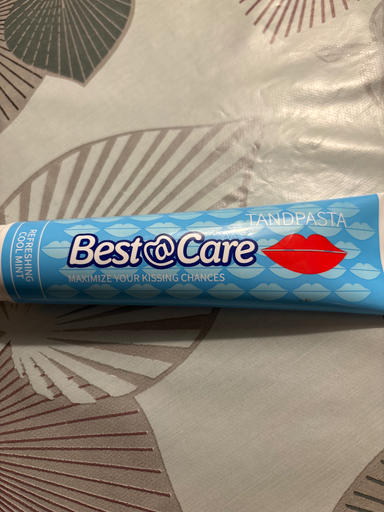 TANDPASTA
Best @ Care
MAXIMIZE YOUR KISSING CHANCES
REFRESHING
COOL MINT